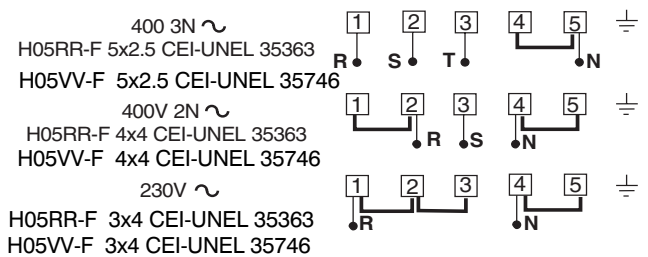 400 3N ~ 1 2 3 4 5
H05RR-F 5x2.5 CEI-UNEL 35363 R S T N
H05VV-F 5x2.5 CEI-UNEL 35746
400V 2N ~ 1 2 3 4 5
H05RR-F 4x4 CEI-UNEL 35363 R S N
H05VV-F 4x4 CEI-UNEL 35746
230V ~ 1 2 3 4 5
H05RR-F 3x4 CEI-UNEL 35363 R N
H05VV-F 3x4 CEI-UNEL 35746